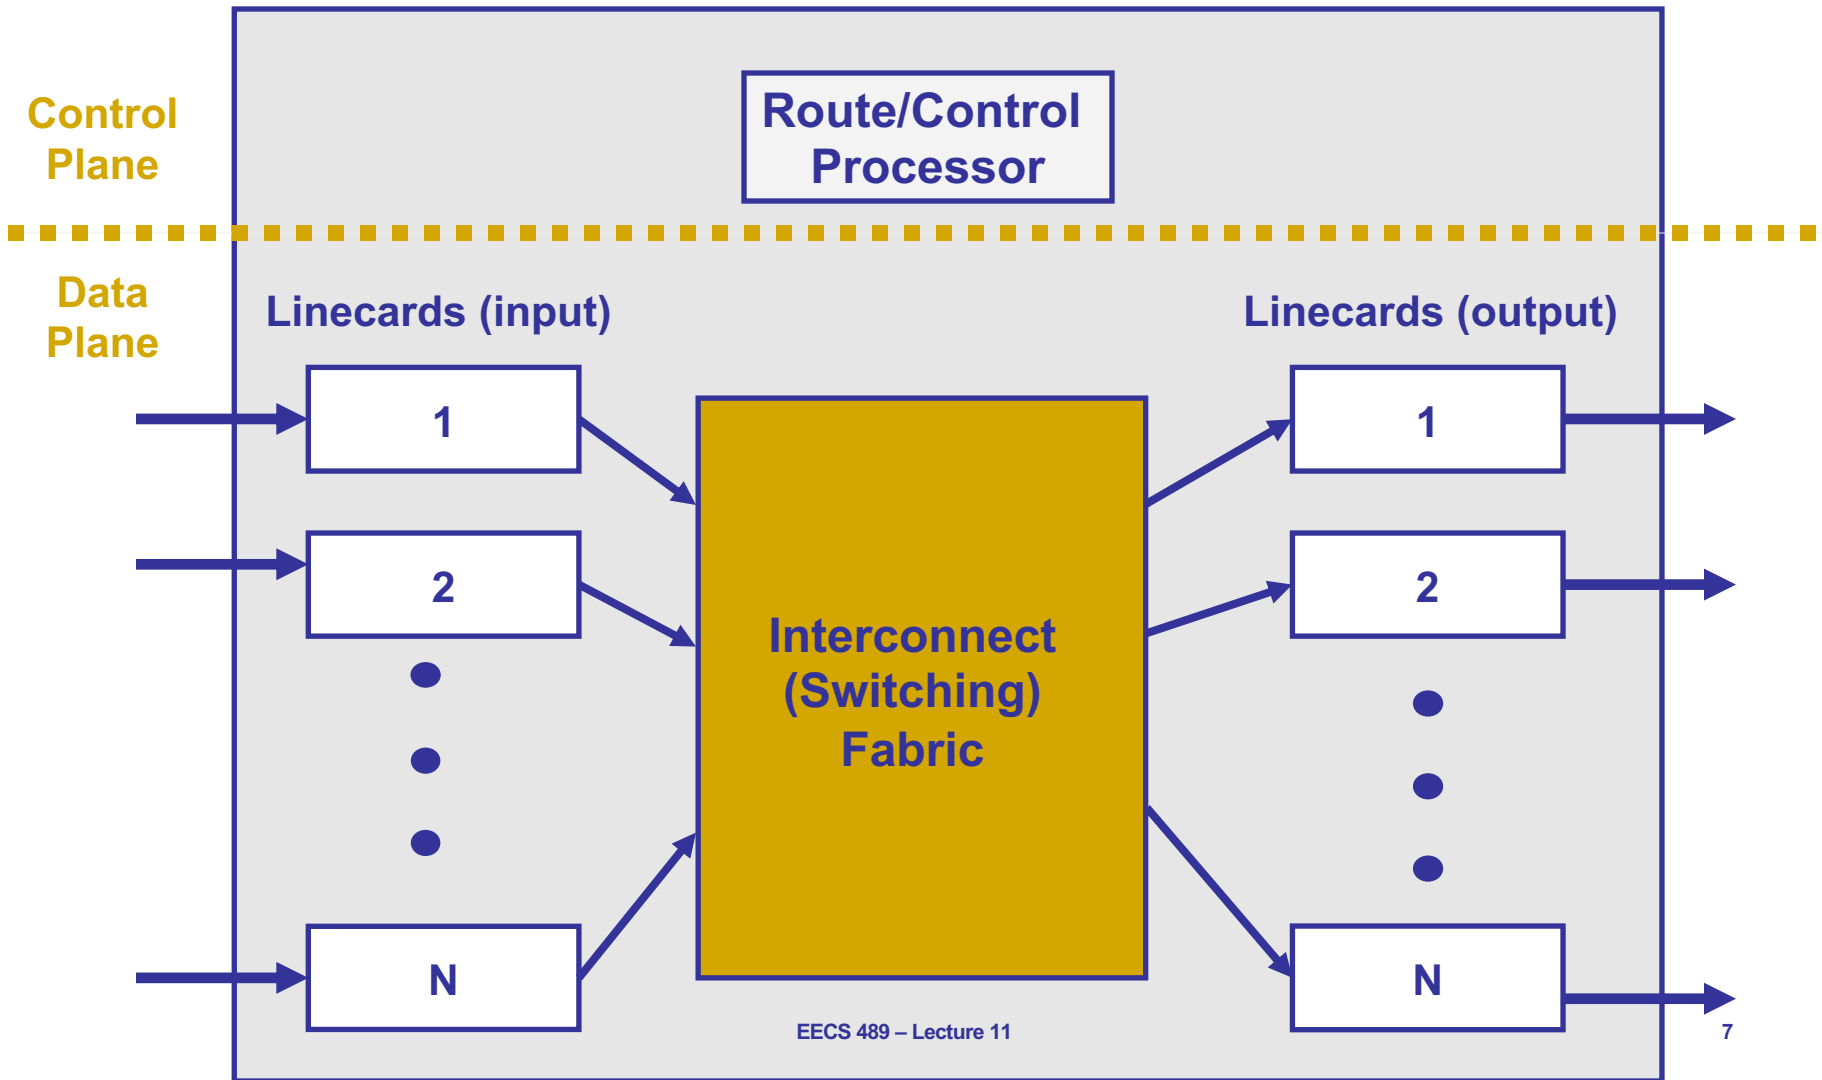 Control
Plane
Route/Control
Processor
Data
Plane
Linecards (input)
Linecards (output)
1
1
2
2
Interconnect
(Switching)
Fabric
N
N
EECS 489 – Lecture 11
7